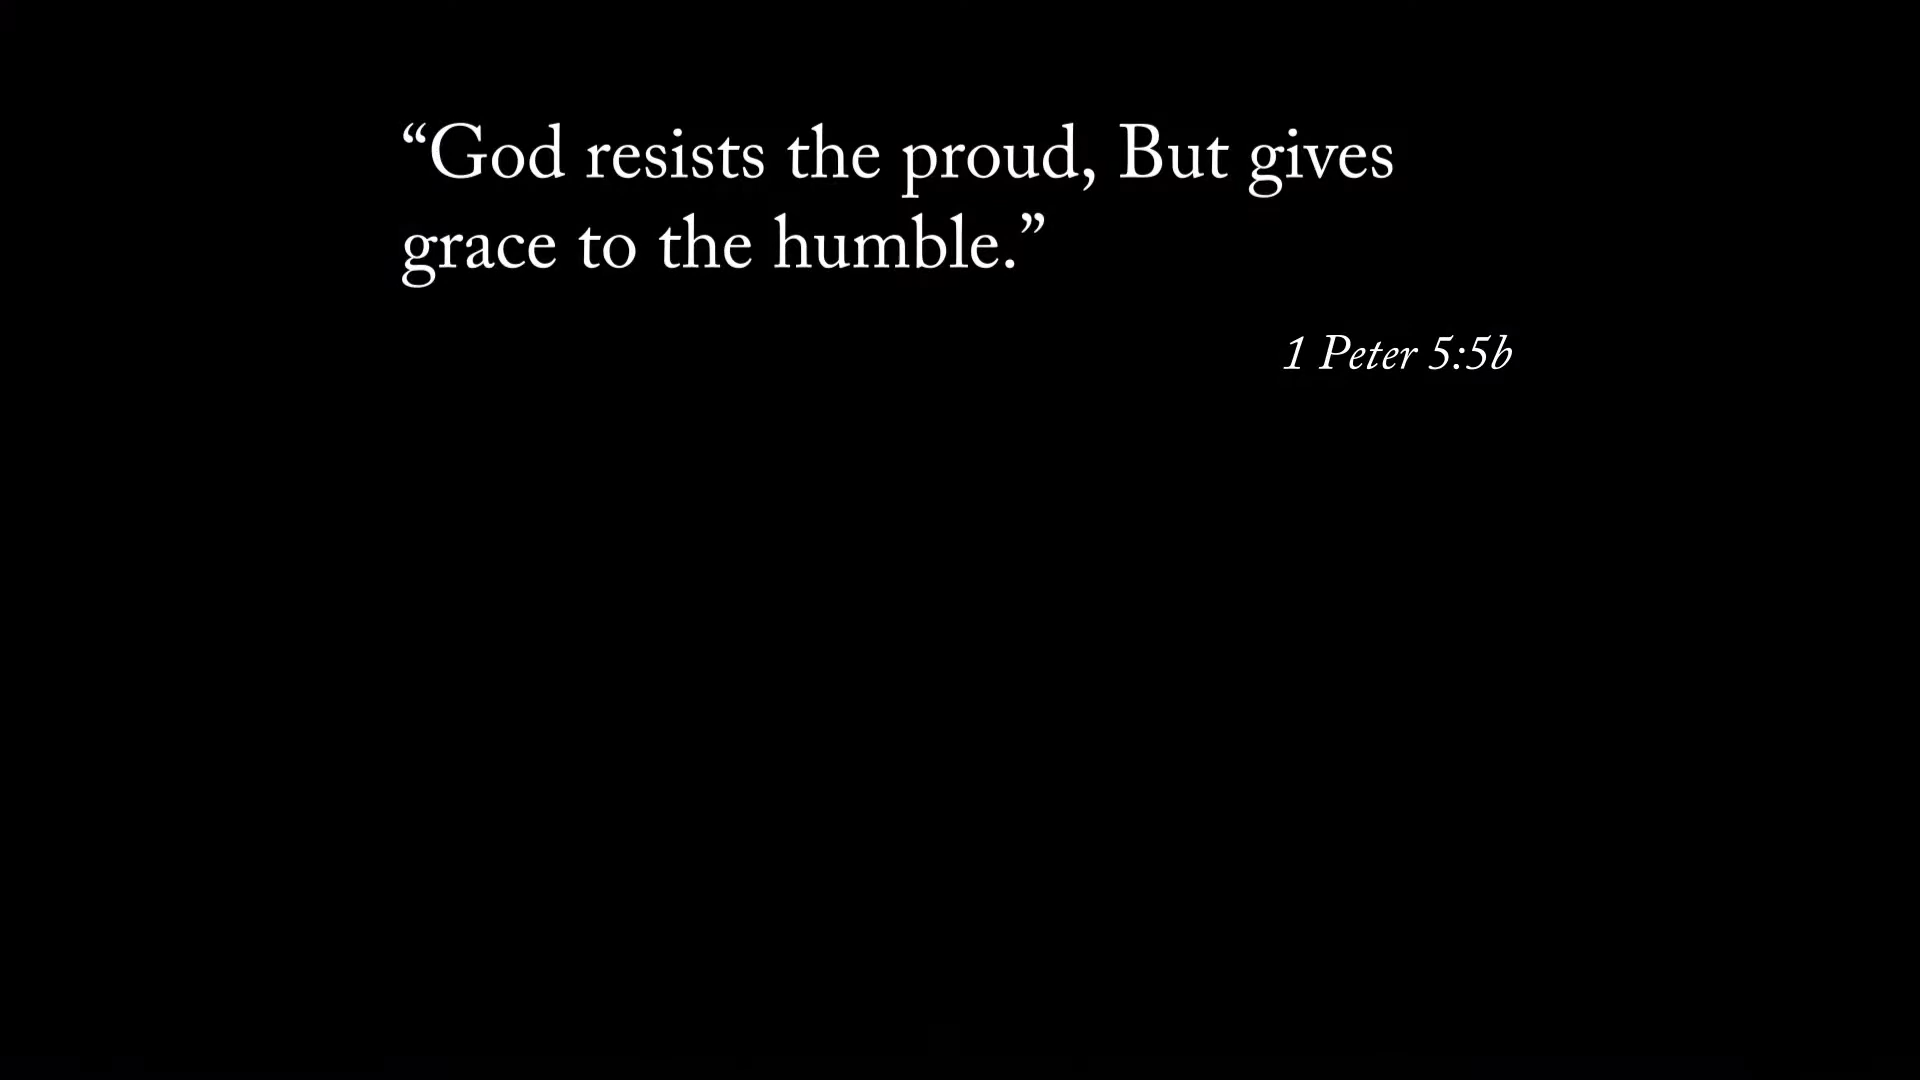 “God resists the proud, But gives
grace to the humble.”
1 Peter 5:5b